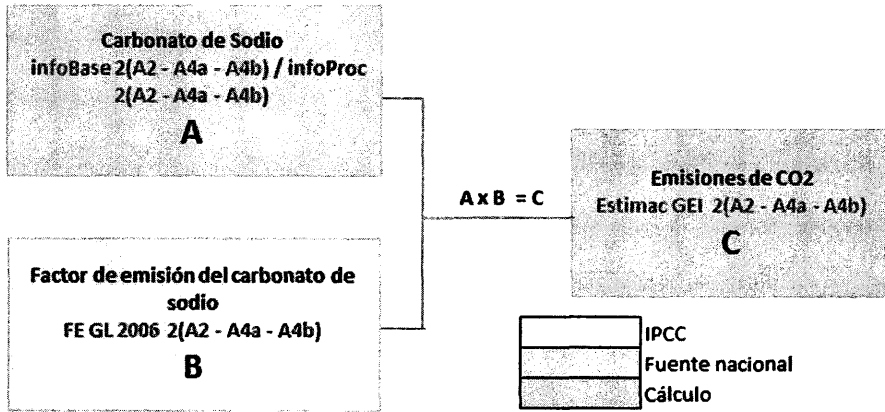 Carbonato de Sodio
infoBase 2(A2 - A4a - A4b) / infoProc
2(A2 - A4a - A4b)
A
A x B = C
Emisiones de CO2
Estimac GEI 2(A2 - A4a - A4b)
C
Factor de emisión del carbonato de
sodio
FE GL 2006 2(A2 - A4a - A4b)
B
IPCC
Fuente nacional
Cálculo